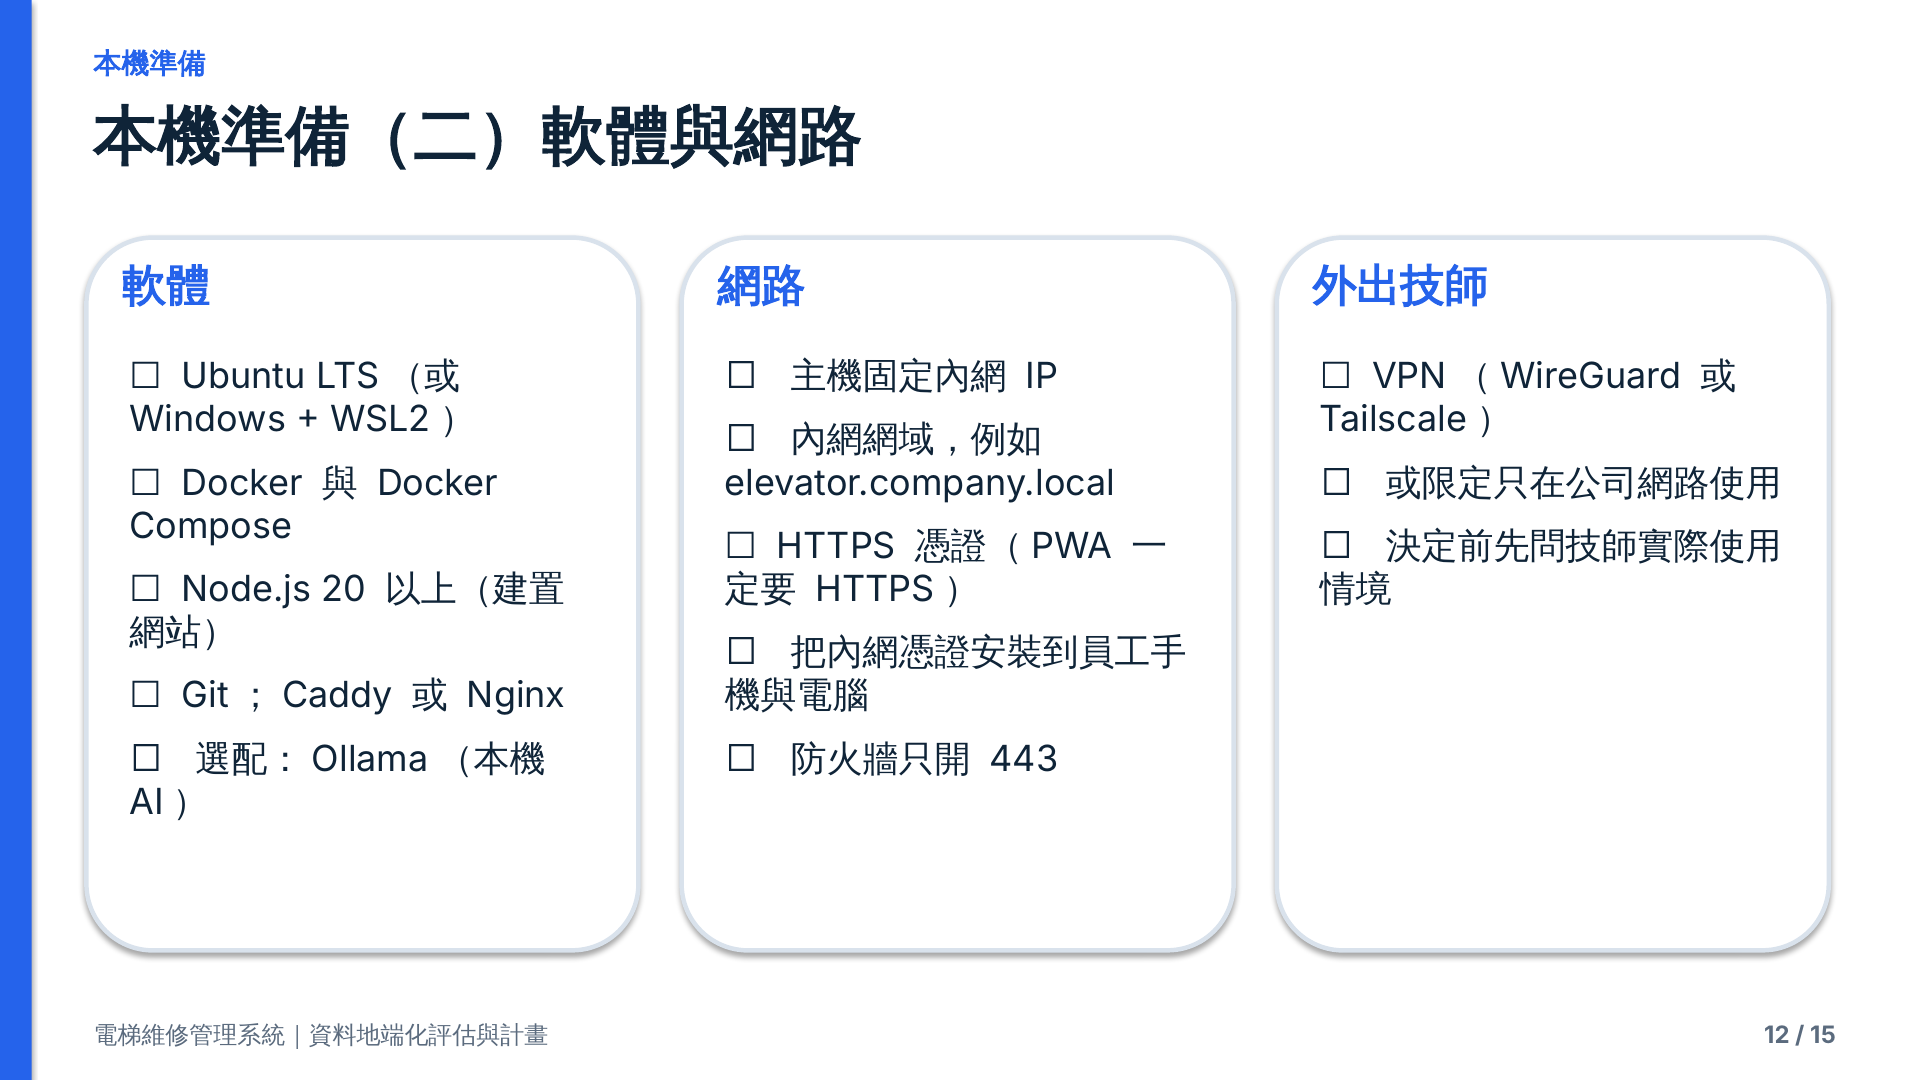 本機準備
本機準備（二）軟體與網路
軟體
☐ Ubuntu LTS（或
Windows + WSL2）
☐ Docker 與 Docker
Compose
☐ Node.js 20 以上（建置
網站）
☐ Git；Caddy 或 Nginx
☐ 選配：Ollama（本機
AI）
網路
☐ 主機固定內網 IP
☐ 內網網域，例如
elevator.company.local
☐ HTTPS 憑證（PWA 一
定要 HTTPS）
☐ 把內網憑證安裝到員工手
機與電腦
☐ 防火牆只開 443
外出技師
☐ VPN（WireGuard 或
Tailscale）
☐ 或限定只在公司網路使用
☐ 決定前先問技師實際使用
情境
電梯維修管理系統｜資料地端化評估與計畫
12 / 15